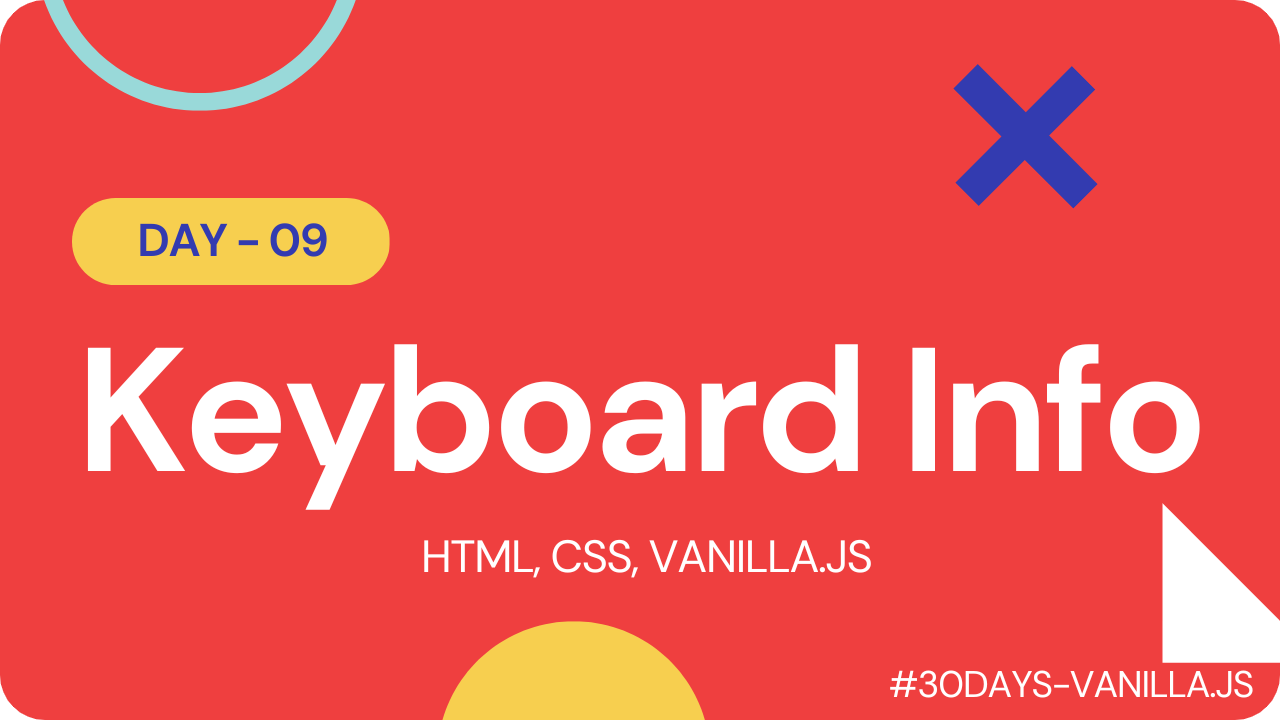 DAY - 09
Keyboard Info
HTML, CSS, VANILLA.JS
#30DAYS-VANILLA.JS